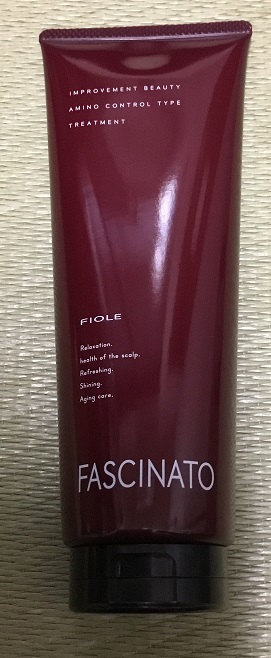 IMPROVEMENT BEAUTY
AMINO CONTROL TYPE
TREATMENT
FIOLE
Relaxation.
health of the scalp.
Refreshing.
Shining.
Aging care.
FASCINATO